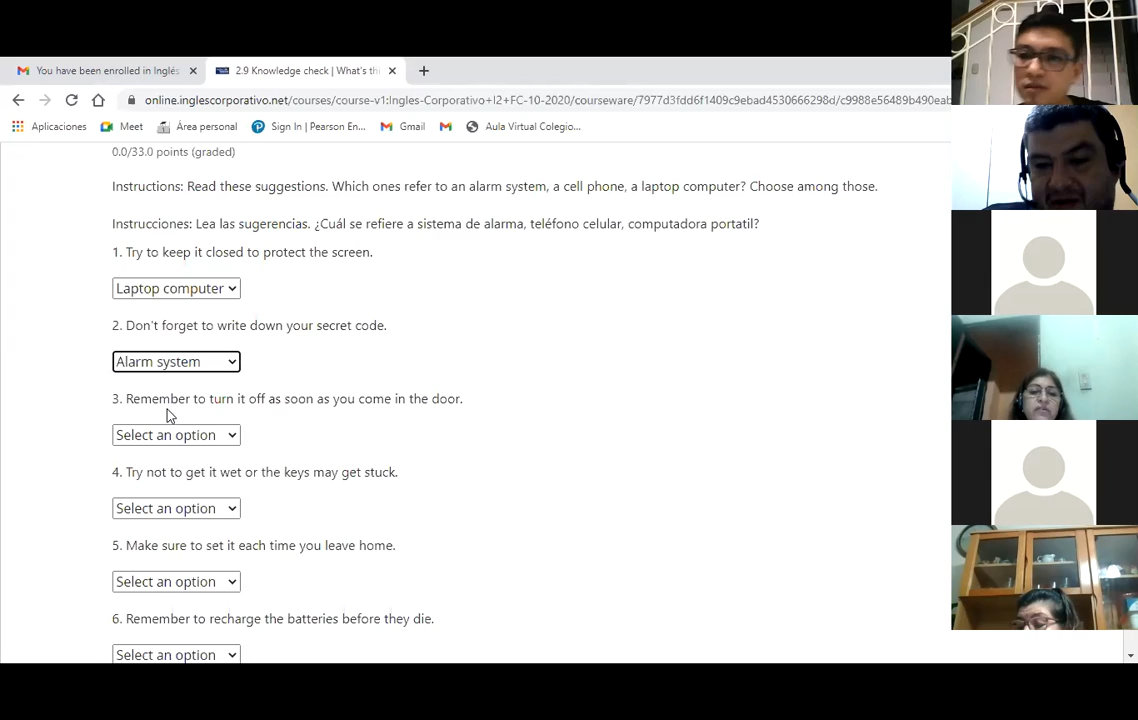 You have been enrolled in Inglés
2.9 Knowledge check | What's thi
online.inglescorporativo.net/courses/course-v1:Ingles-Corporativo+I2+FC-10-2020/courseware/7977d3fdd6f1409c9ebad4530666298d/c9988e56489b490eab
Aplicaciones
Meet
Área personal
Sign In | Pearson En...
Gmail
Aula Virtual Colegio...
0.0/33.0 points (graded)
Instructions: Read these suggestions. Which ones refer to an alarm system, a cell phone, a laptop computer? Choose among those.
Instrucciones: Lea las sugerencias. ¿Cuál se refiere a sistema de alarma, teléfono celular, computadora portatil?
1. Try to keep it closed to protect the screen.
Laptop computer
2. Don't forget to write down your secret code.
Alarm system
3. Remember to turn it off as soon as you come in the door.
Select an option
4. Try not to get it wet or the keys may get stuck.
Select an option
5. Make sure to set it each time you leave home.
Select an option
6. Remember to recharge the batteries before they die.
Select an option